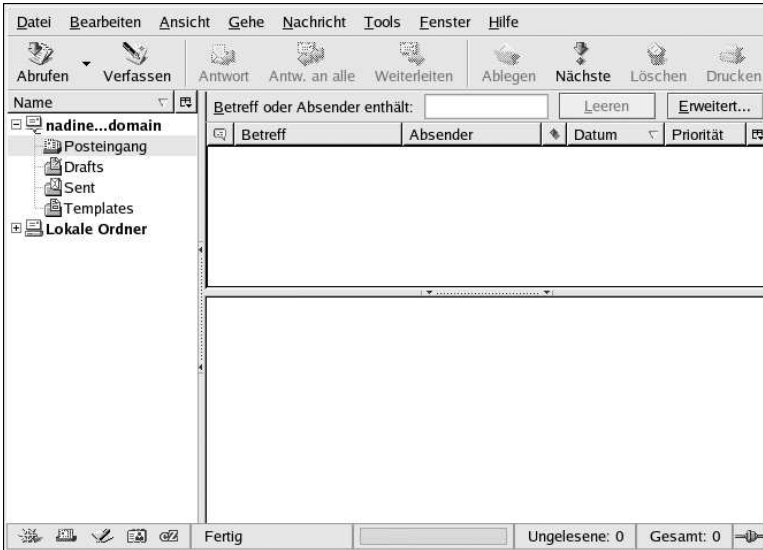 Datei Bearbeiten Ansicht Gehe Nachricht Tools Fenster Hilfe
Abrufen Verfassen Antwort Antw. an alle Weiterleiten Ablegen Nächste Löschen Drucken
Name
Betreff oder Absender enthält: Leeren Erweitert...
Betreff Absender Datum Priorität
nadine...domain
Posteingang
Drafts
Sent
Templates
Lokale Ordner
Fertig Ungelesene: 0 Gesamt: 0